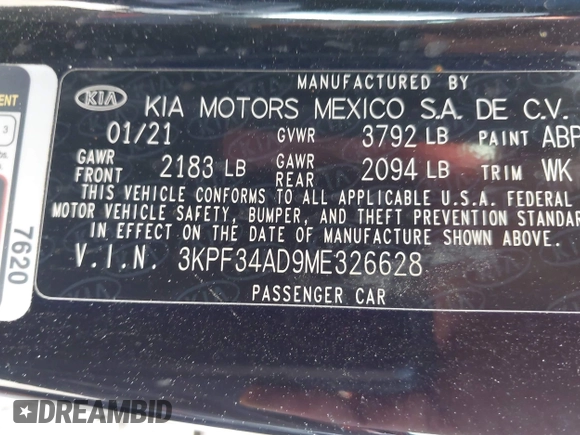 MANUFACTURED BY
KIA KIA MOTORS MEXICO S.A. DE C.V.
01/21 GVWR 3792 LB PAINT ABP
GAWR FRONT 2183 LB GAWR REAR 2094 LB TRIM WK
THIS VEHICLE CONFORMS TO ALL APPLICABLE U.S.A. FEDERAL
MOTOR VEHICLE SAFETY, BUMPER, AND THEFT PREVENTION STANDAR
IN EFFECT ON THE DATE OF MANUFACTURE SHOWN ABOVE.
V.I.N. 3KPF34AD9ME326628
PASSENGER CAR
ENT
3
7620
DREAMBID